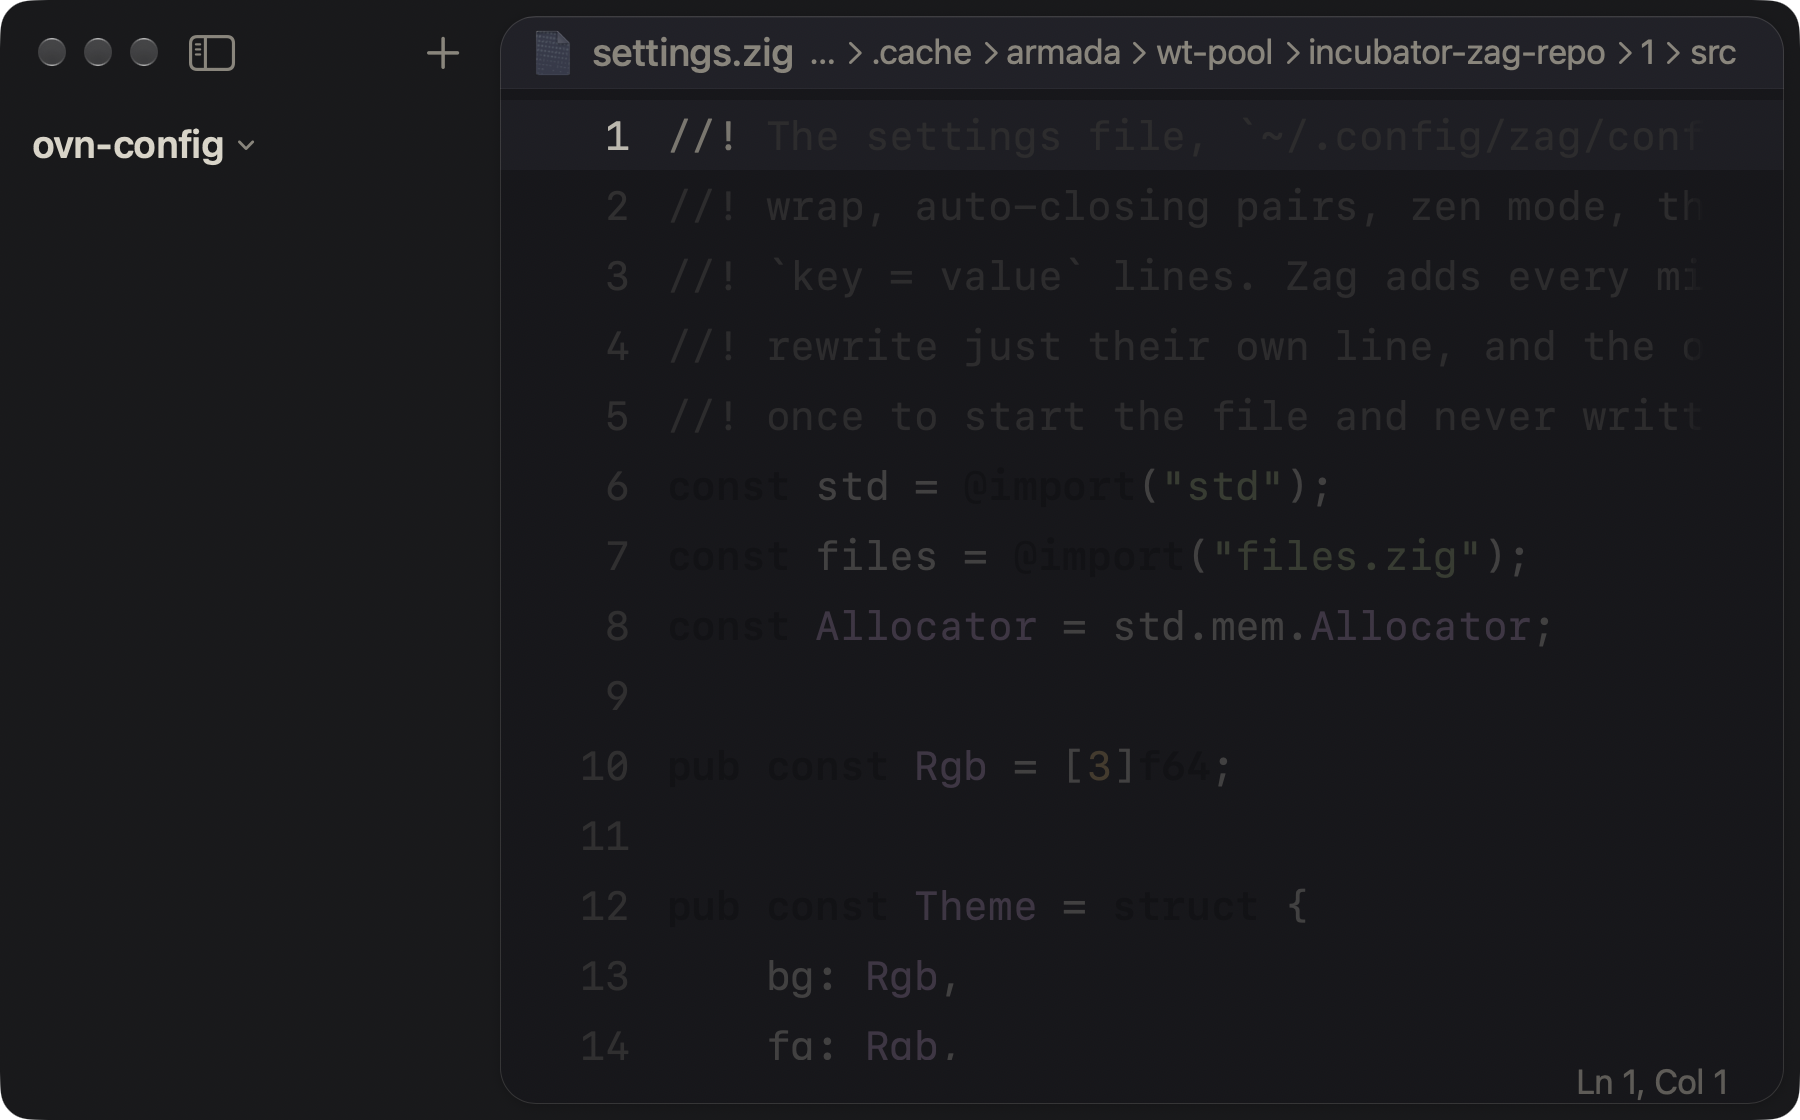 settings.zig ... > .cache > armada > wt-pool > incubator-zag-repo > 1 > src
ovn-config
1 //! The settings file, `~/.config/zag/conf
2 //! wrap, auto-closing pairs, zen mode, th
3 //! `key = value` lines. Zag adds every mi
4 //! rewrite just their own line, and the o
5 //! once to start the file and never writt
6 const std = @import("std");
7 const files = @import("files.zig");
8 const Allocator = std.mem.Allocator;
9
10 pub const Rgb = [3]f64;
11
12 pub const Theme = struct {
13     bg: Rgb,
14     fg: Rgb,
Ln 1, Col 1